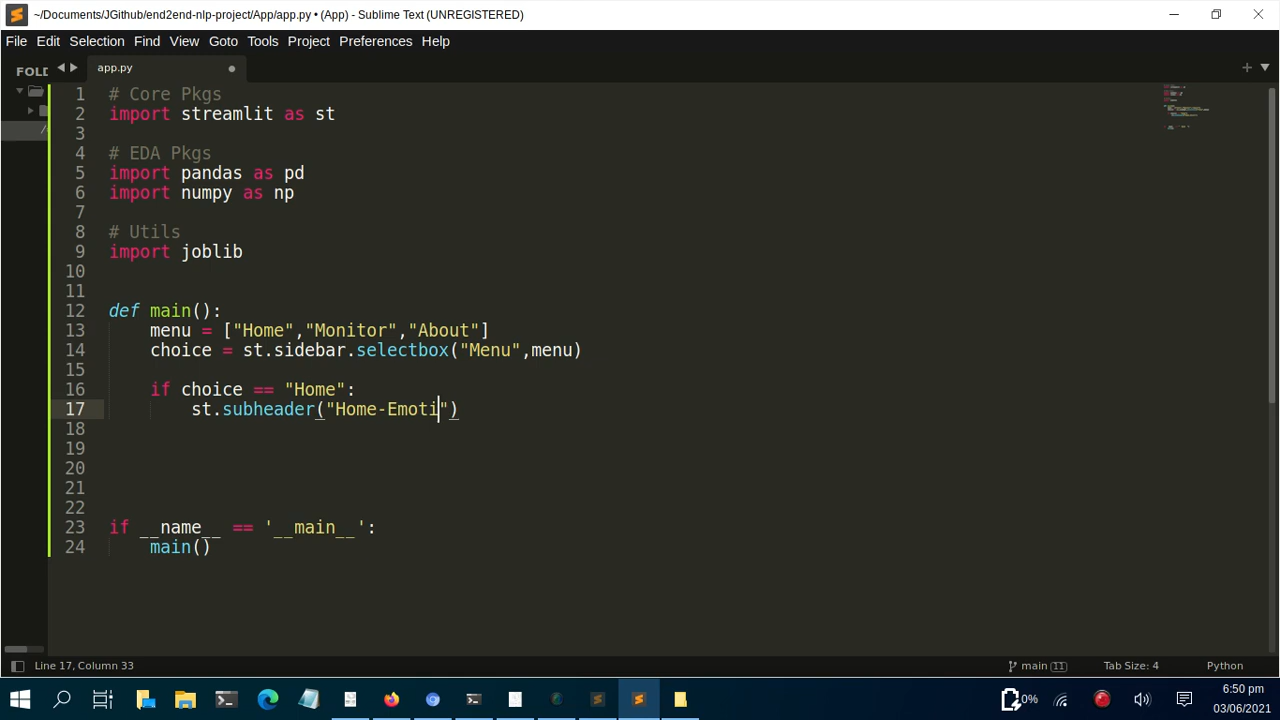 ~/Documents/JGithub/end2end-nlp-project/App/app.py • (App) - Sublime Text (UNREGISTERED)
File Edit Selection Find View Goto Tools Project Preferences Help
FOLD
app.py
1 # Core Pkgs
2 import streamlit as st
3
4 # EDA Pkgs
5 import pandas as pd
6 import numpy as np
7
8 # Utils
9 import joblib
10
11
12 def main():
13 menu = ["Home","Monitor","About"]
14 choice = st.sidebar.selectbox("Menu",menu)
15
16 if choice == "Home":
17 st.subheader("Home-Emoti")
18
19
20
21
22
23 if __name__ == '__main__':
24 main()
Line 17, Column 33
main 11
Tab Size: 4
Python
0%
6:50 pm
03/06/2021